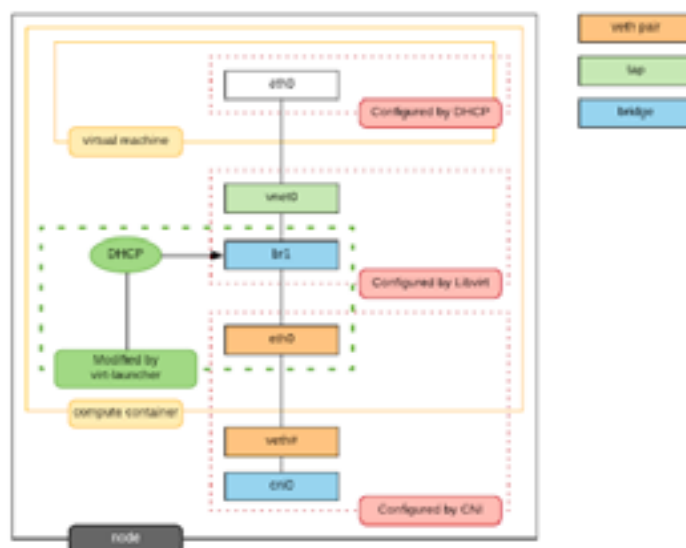 veth pair
eth0
tap
Configured by DHCP
bridge
virtual machine
vnet0
DHCP
br1
Configured by Libvirt
eth0
Modified by
virt-launcher
compute container
veth#
cni0
Configured by CNI
node